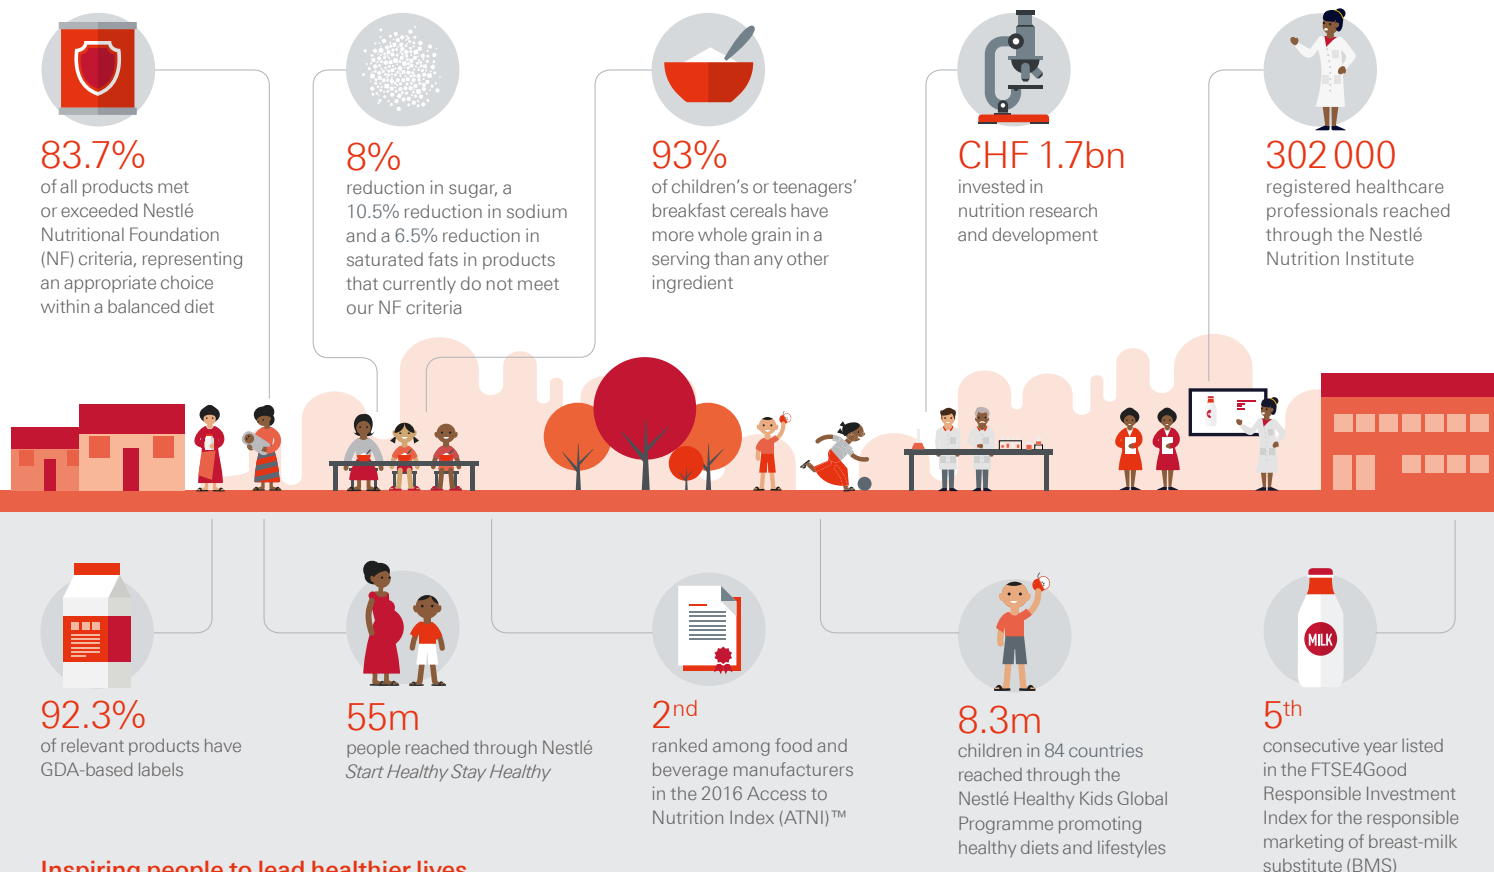 83.7%
of all products met
or exceeded Nestlé
Nutritional Foundation
(NF) criteria, representing
an appropriate choice
within a balanced diet
8%
reduction in sugar, a
10.5% reduction in sodium
and a 6.5% reduction in
saturated fats in products
that currently do not meet
our NF criteria
93%
of children's or teenagers'
breakfast cereals have
more whole grain in a
serving than any other
ingredient
CHF 1.7bn
invested in
nutrition research
and development
302 000
registered healthcare
professionals reached
through the Nestlé
Nutrition Institute
92.3%
of relevant products have
GDA-based labels
55m
people reached through Nestlé
Start Healthy Stay Healthy
2nd
ranked among food and
beverage manufacturers
in the 2016 Access to
Nutrition Index (ATNI)™
8.3m
children in 84 countries
reached through the
Nestlé Healthy Kids Global
Programme promoting
healthy diets and lifestyles
MILK
5th
consecutive year listed
in the FTSE4Good
Responsible Investment
Index for the responsible
marketing of breast-milk
substitute (BMS)
Inspiring people to lead healthier lives